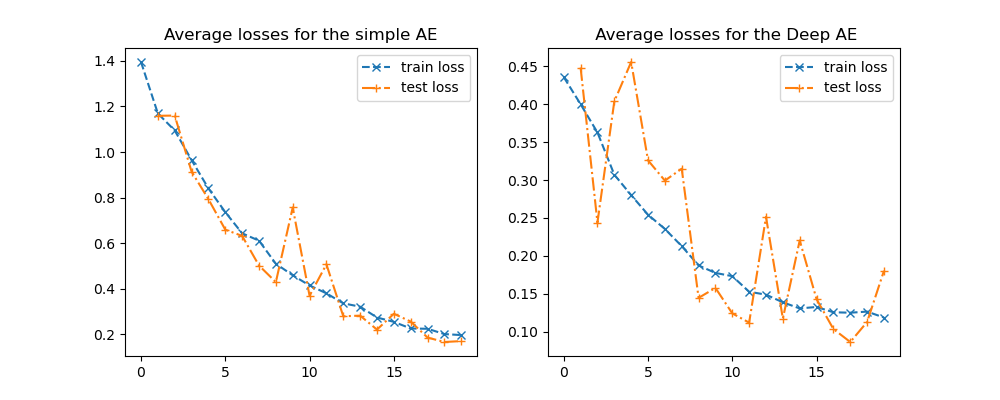 Average losses for the simple AE
1.4
1.2
1.0
0.8
0.6
0.4
0.2
0 5 10 15
train loss
test loss
Average losses for the Deep AE
0.45
0.40
0.35
0.30
0.25
0.20
0.15
0.10
0 5 10 15
train loss
test loss